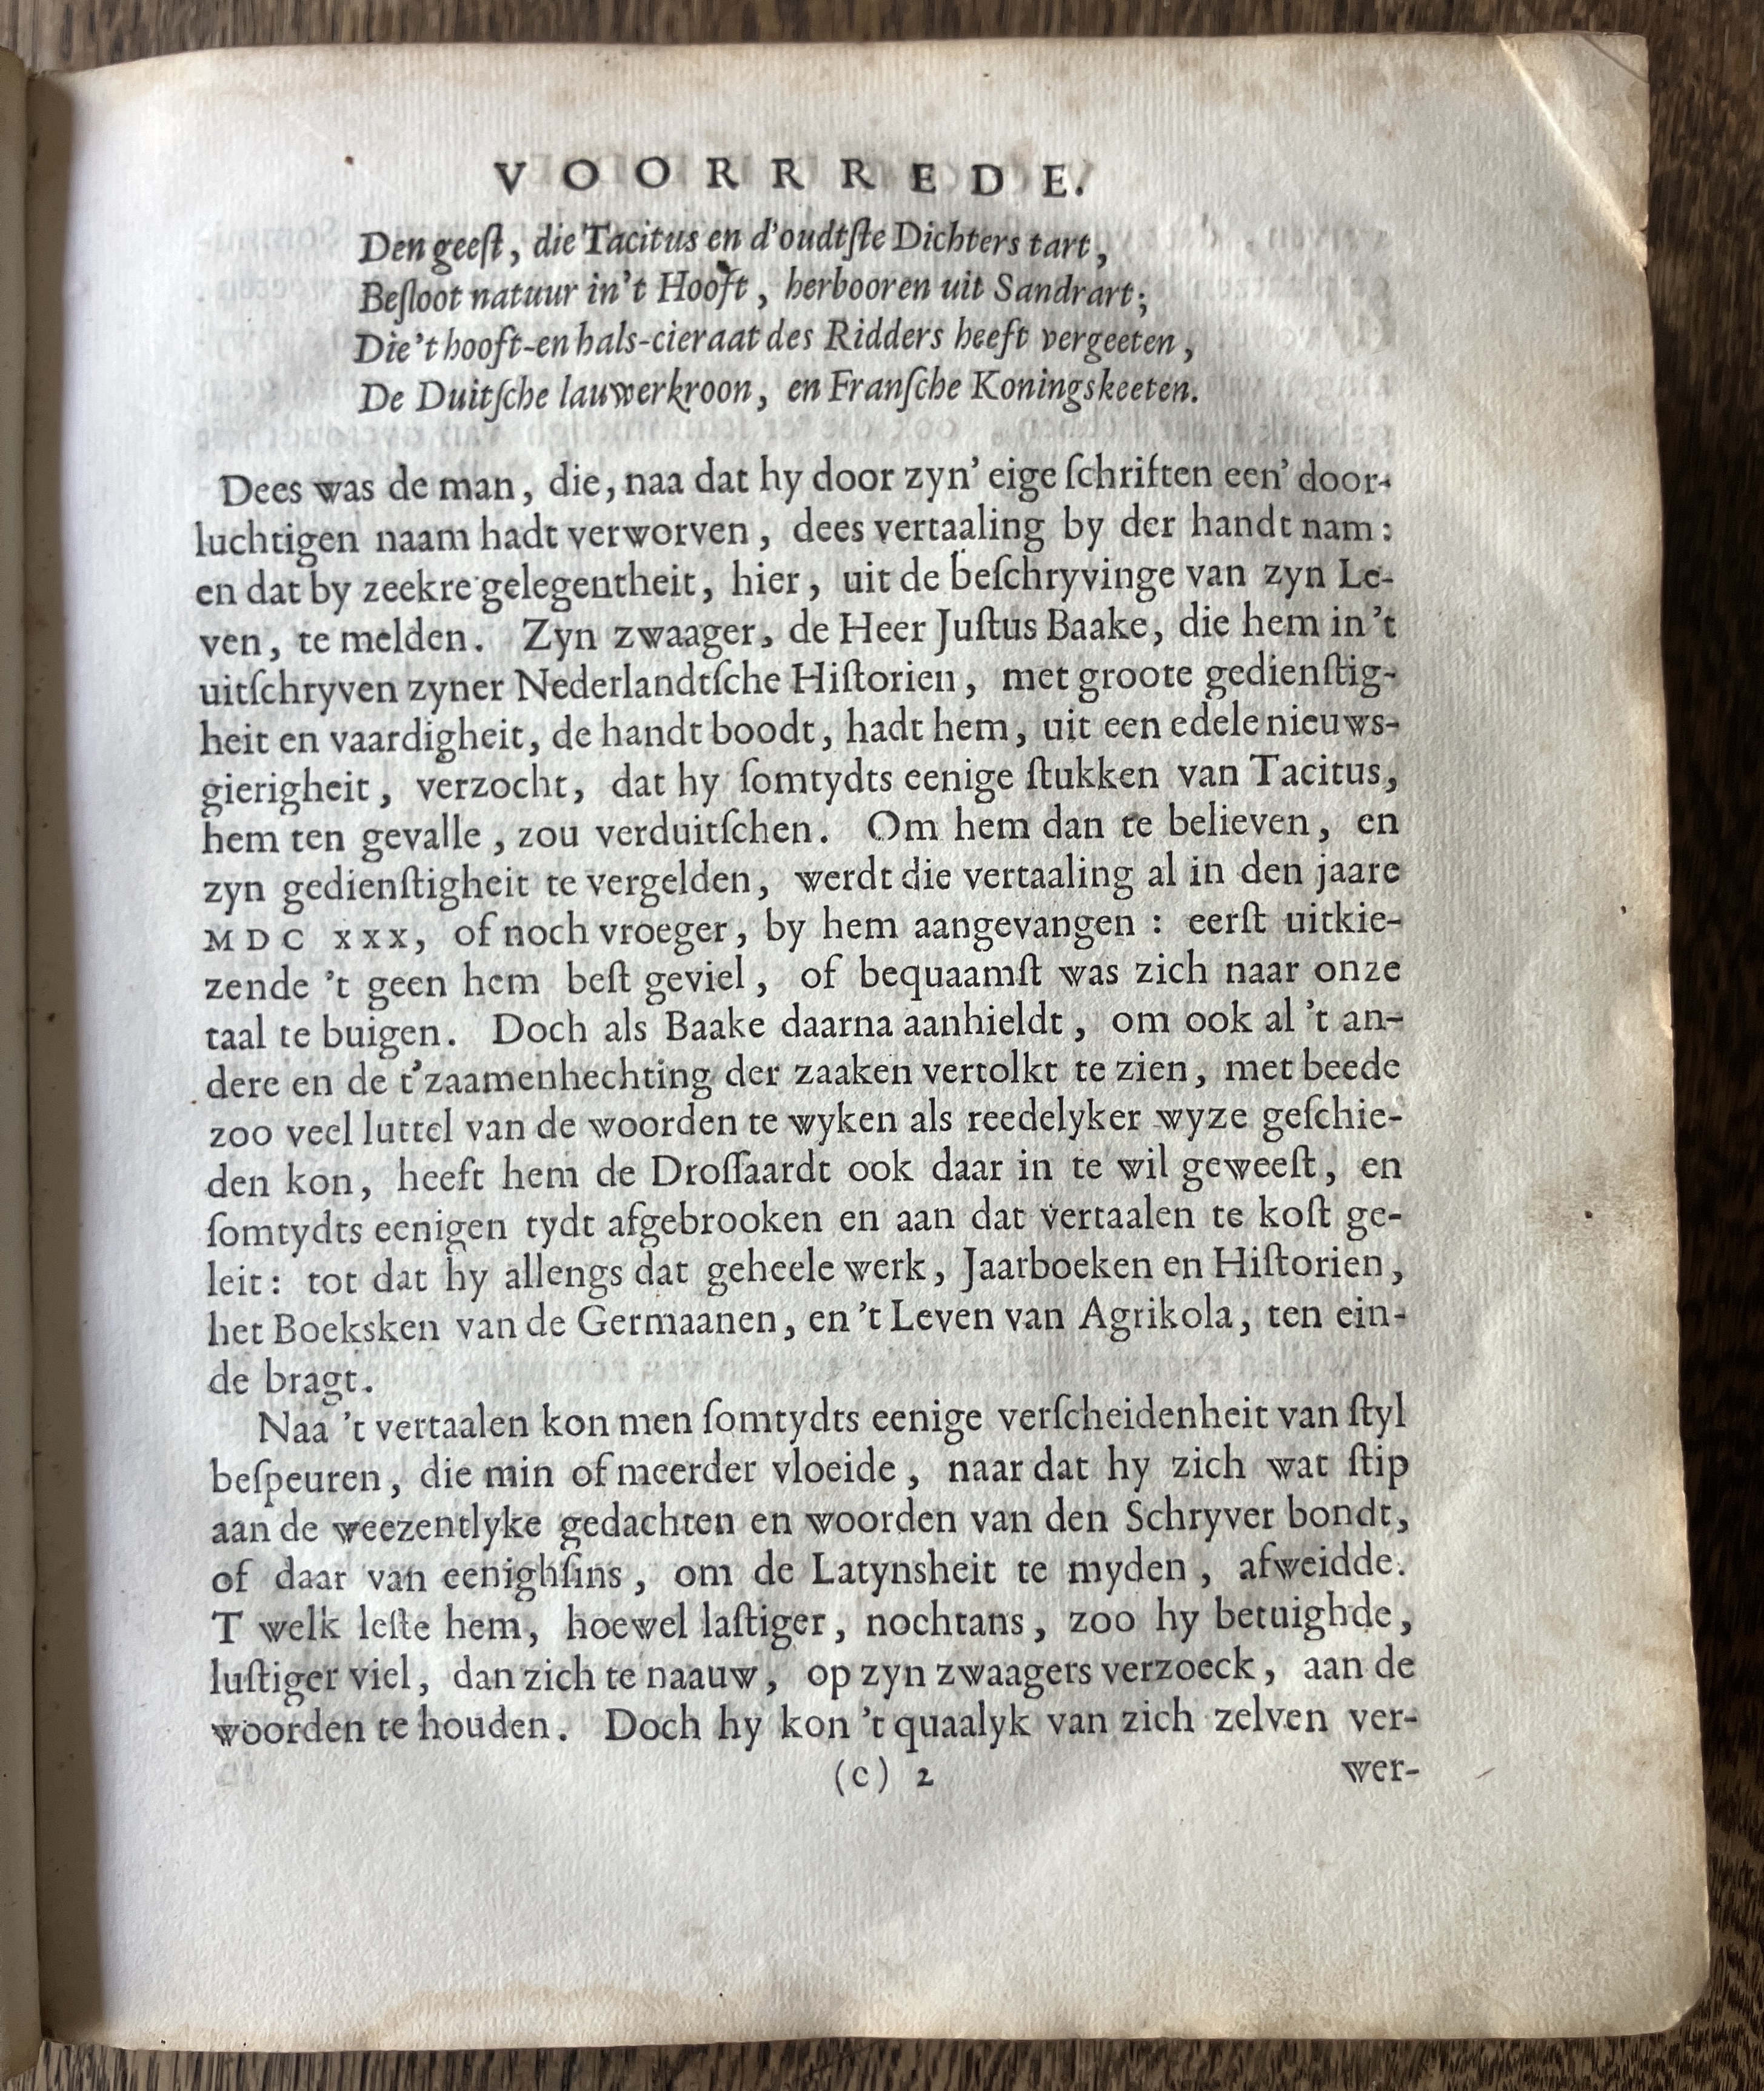 VOORRREDE.
Den geeſt, die Tacitus en d'oudtſte Dichters tart,
Beſloot natuur in't Hooft, herbooren uit Sandrart;
Die't hooft-en hals-cieraat des Ridders heeft vergeeten,
De Duitſche lauwerkroon, en Franſche Koningskeeten.
Dees was de man, die, naa dat hy door zyn' eige ſchriften een' door-
luchtigen naam hadt verworven, dees vertaaling by der handt nam:
en dat by zeekre gelegentheit, hier, uit de beſchryvinge van zyn Le-
ven, te melden. Zyn zwaager, de Heer Juſtus Baake, die hem in't
uitſchryven zyner Nederlandtſche Hiſtorien, met groote gedienſtig-
heit en vaardigheit, de handt boodt, hadt hem, uit een edele nieuws-
gierigheit, verzocht, dat hy ſomtydts eenige ſtukken van Tacitus,
hem ten gevalle, zou verduitſchen. Om hem dan te believen, en
zyn gedienſtigheit te vergelden, werdt die vertaaling al in den jaare
MDC XXX, of noch vroeger, by hem aangevangen: eerſt uitkie-
zende 't geen hem beſt geviel, of bequaamſt was zich naar onze
taal te buigen. Doch als Baake daarna aanhieldt, om ook al 't an-
dere en de t'zaamenhechting der zaaken vertolkt te zien, met beede
zoo veel luttel van de woorden te wyken als reedelyker wyze geſchie-
den kon, heeft hem de Droſſaardt ook daar in te wil geweeſt, en
ſomtydts eenigen tydt afgebrooken en aan dat vertaalen te koſt ge-
leit: tot dat hy allengs dat geheele werk, Jaarboeken en Hiſtorien,
het Boeksken van de Germaanen, en 't Leven van Agrikola, ten ein-
de bragt.
Naa 't vertaalen kon men ſomtydts eenige verſcheidenheit van ſtyl
beſpeuren, die min of meerder vloeide, naar dat hy zich wat ſtip
aan de weezentlyke gedachten en woorden van den Schryver bondt,
of daar van eenighſins, om de Latynsheit te myden, afweidde.
T welk leſte hem, hoewel laſtiger, nochtans, zoo hy betuighde,
luſtiger viel, dan zich te naauw, op zyn zwaagers verzoeck, aan de
woorden te houden. Doch hy kon 't quaalyk van zich zelven ver-
(c) 2 wer-